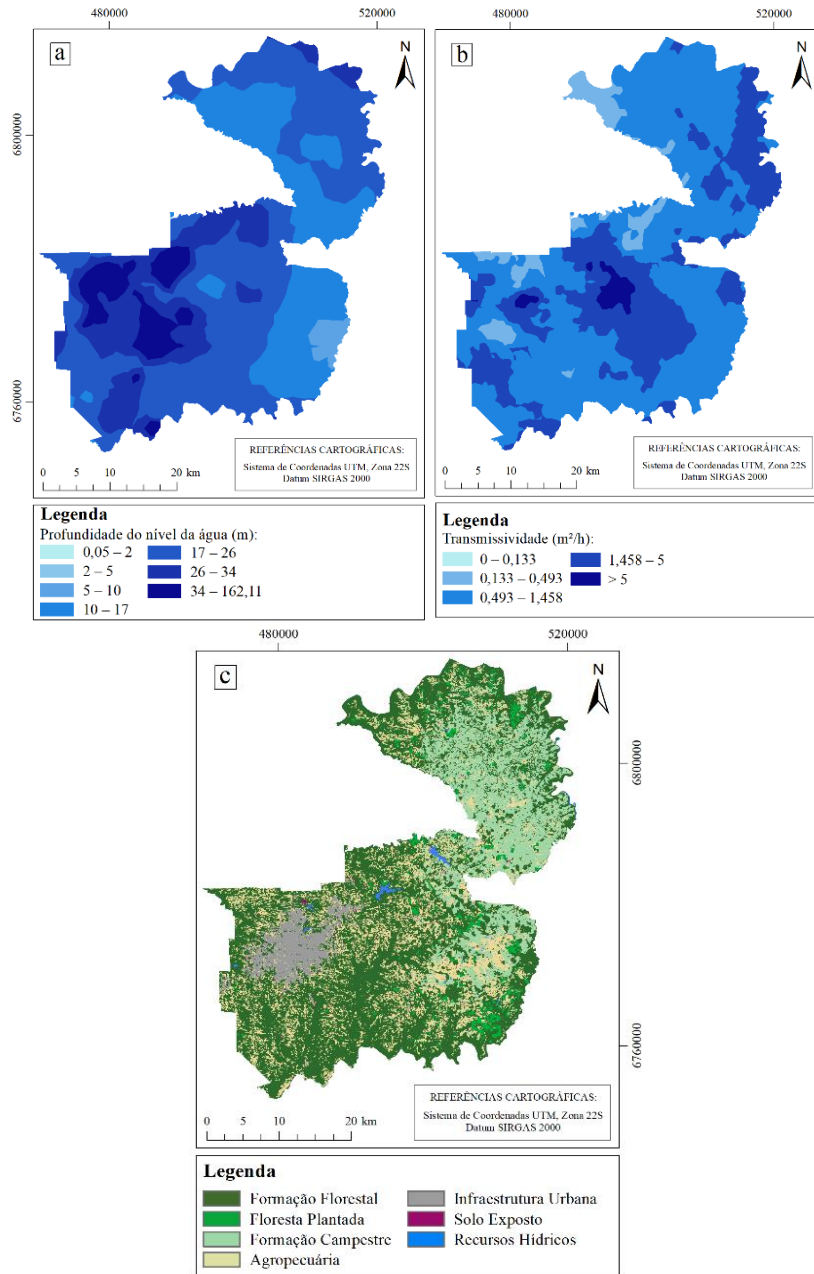 480000 520000
a
N
6800000
6760000
REFERÊNCIAS CARTOGRÁFICAS:
Sistema de Coordenadas UTM, Zona 22S
Datum SIRGAS 2000
0 5 10 20 km
Legenda
Profundidade do nível da água (m):
0,05 – 2
2 – 5
5 – 10
10 – 17
17 – 26
26 – 34
34 – 162,11
480000 520000
b
N
REFERÊNCIAS CARTOGRÁFICAS:
Sistema de Coordenadas UTM, Zona 22S
Datum SIRGAS 2000
0 5 10 20 km
Legenda
Transmissividade (m²/h):
0 – 0,133
0,133 – 0,493
0,493 – 1,458
1,458 – 5
> 5
480000 520000
c
N
6800000
6760000
REFERÊNCIAS CARTOGRÁFICAS:
Sistema de Coordenadas UTM, Zona 22S
Datum SIRGAS 2000
0 5 10 20 km
Legenda
Formação Florestal
Floresta Plantada
Formação Campestre
Agropecuária
Infraestrutura Urbana
Solo Exposto
Recursos Hídricos